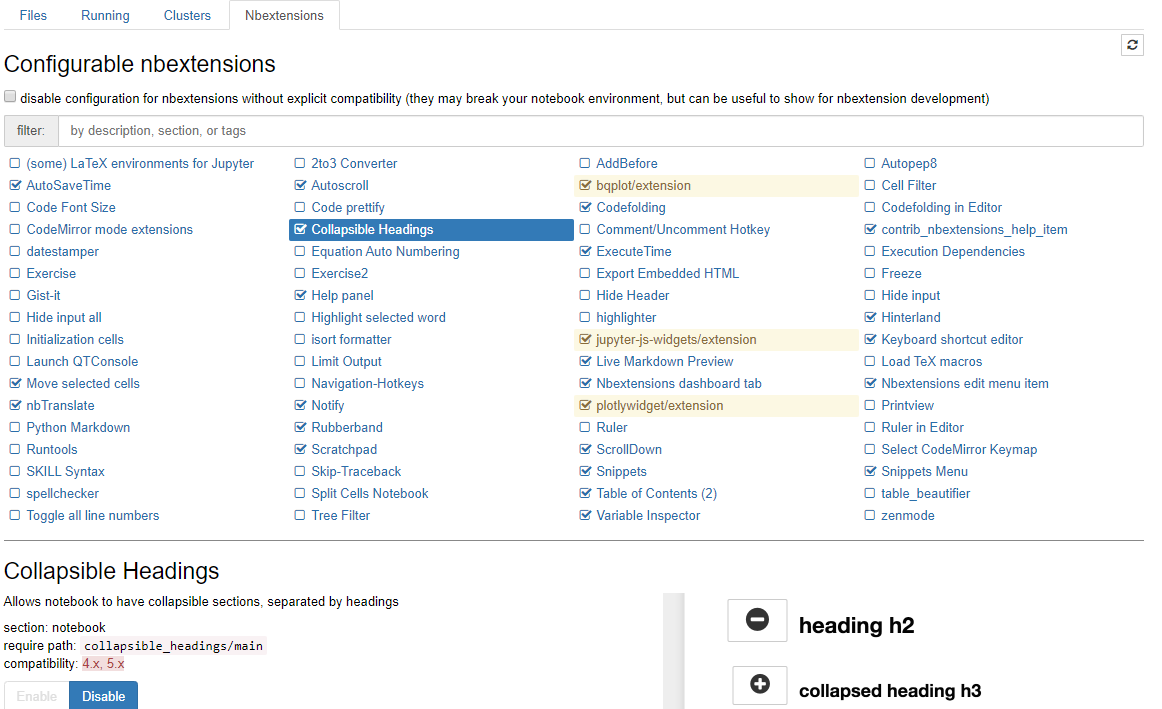 Files Running Clusters Nbextensions
Configurable nbextensions
disable configuration for nbextensions without explicit compatibility (they may break your notebook environment, but can be useful to show for nbextension development)
filter: by description, section, or tags
(some) LaTeX environments for Jupyter 2to3 Converter AddBefore Autopep8
AutoSaveTime Autoscroll bqplot/extension Cell Filter
Code Font Size Code prettify Codefolding Codefolding in Editor
CodeMirror mode extensions Collapsible Headings Comment/Uncomment Hotkey contrib_nbextensions_help_item
datestamper Equation Auto Numbering ExecuteTime Execution Dependencies
Exercise Exercise2 Export Embedded HTML Freeze
Gist-it Help panel Hide Header Hide input
Hide input all Highlight selected word highlighter Hinterland
Initialization cells isort formatter jupyter-js-widgets/extension Keyboard shortcut editor
Launch QTConsole Limit Output Live Markdown Preview Load TeX macros
Move selected cells Navigation-Hotkeys Nbextensions dashboard tab Nbextensions edit menu item
nbTranslate Notify plotlywidget/extension Printview
Python Markdown Rubberband Ruler Ruler in Editor
Runtools Scratchpad ScrollDown Select CodeMirror Keymap
SKILL Syntax Skip-Traceback Snippets Snippets Menu
spellchecker Split Cells Notebook Table of Contents (2) table_beautifier
Toggle all line numbers Tree Filter Variable Inspector zenmode
Collapsible Headings
Allows notebook to have collapsible sections, separated by headings
section: notebook
require path: collapsible_headings/main
compatibility: 4.x, 5.x
Enable Disable
heading h2
collapsed heading h3